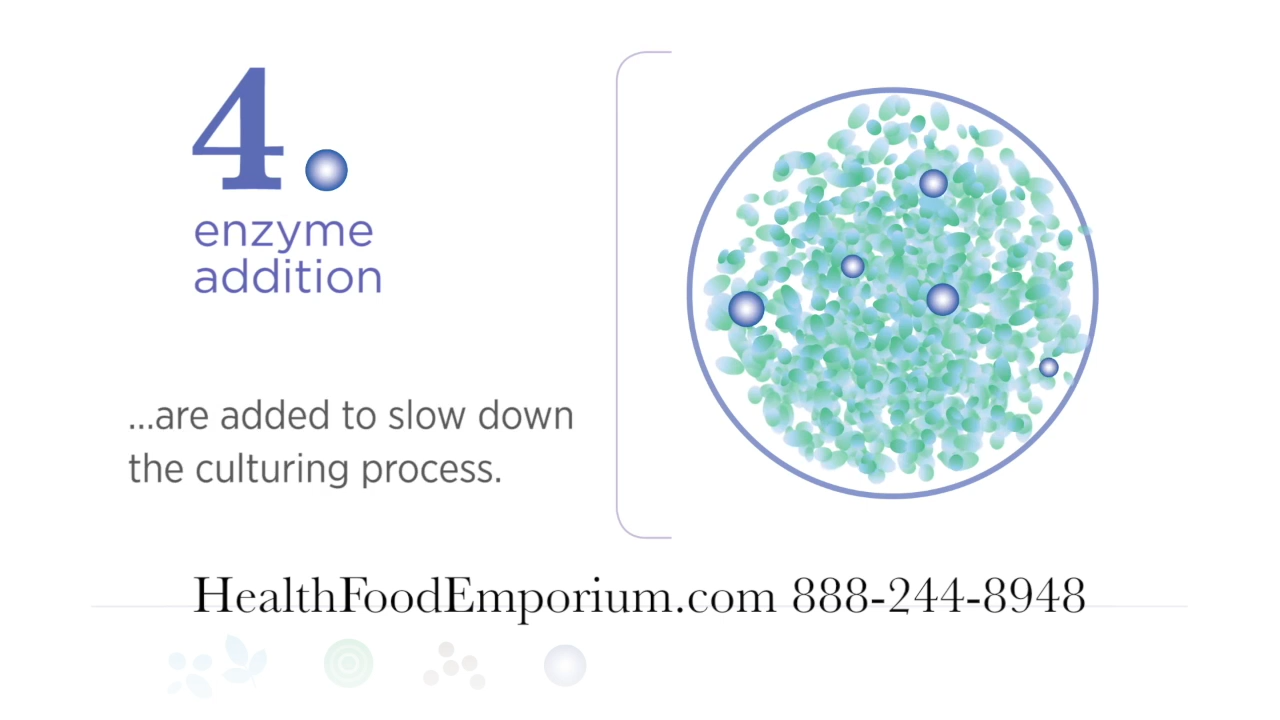 4.
enzyme
addition
...are added to slow down
the culturing process.
HealthFoodEmporium.com 888-244-8948